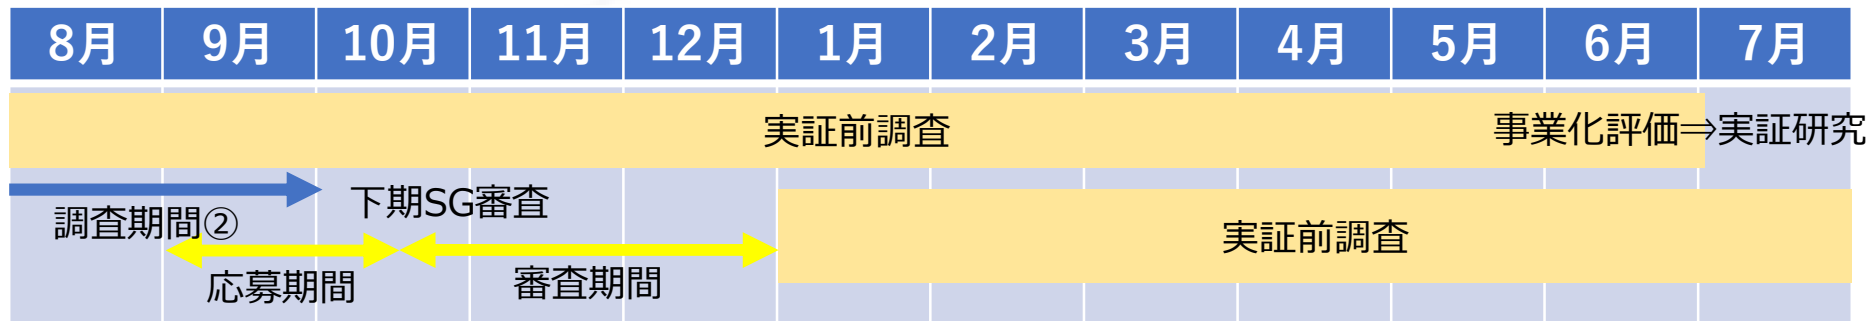 8月 9月 10月 11月 12月 1月 2月 3月 4月 5月 6月 7月
実証前調査
事業化評価⇒実証研究
下期SG審査
調査期間②
実証前調査
応募期間
審査期間